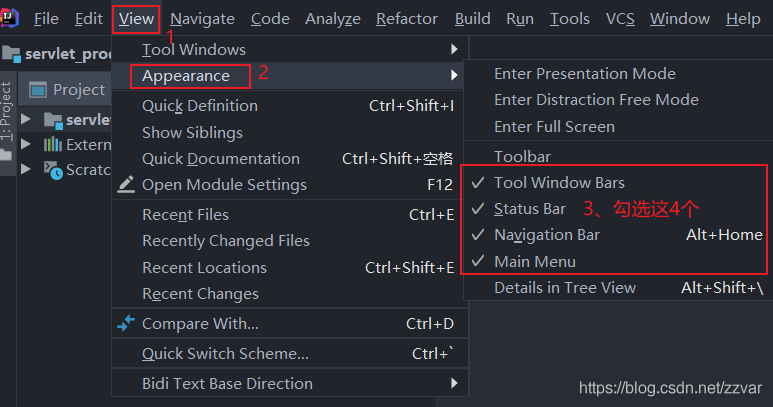 File Edit View Navigate Code Analyze Refactor Build Run Tools VCS Window Help
1
servlet_prod
Tool Windows
Appearance 2
Project
1: Project
Quick Definition Ctrl+Shift+I
servlet
Show Siblings
Extern
Quick Documentation Ctrl+Shift+空格
Scratc
Open Module Settings F12
Recent Files Ctrl+E
Recently Changed Files
Recent Locations Ctrl+Shift+E
Recent Changes
Compare With... Ctrl+D
Quick Switch Scheme... Ctrl+`
Bidi Text Base Direction
Enter Presentation Mode
Enter Distraction Free Mode
Enter Full Screen
Toolbar
Tool Window Bars
Status Bar 3、勾选这4个
Navigation Bar Alt+Home
Main Menu
Details in Tree View Alt+Shift+\
https://blog.csdn.net/zzvar